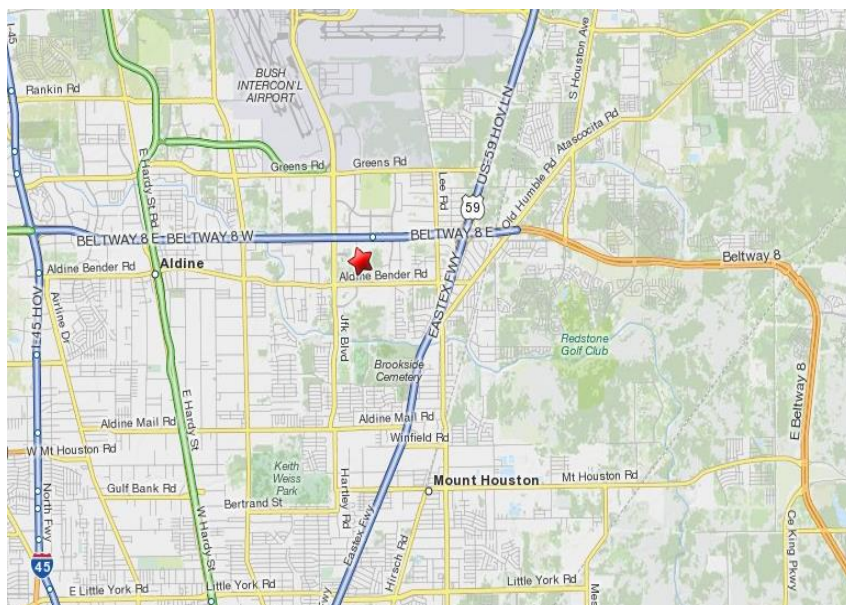 I-45
Rankin Rd
BUSH
INTERCON'L
AIRPORT
US-59 HOV LN
S Houston Ave
Atascocita Rd
Old Humble Rd
E Hardy St Rd
Greens Rd
Greens Rd
Lee Rd
59
BELTWAY 8 E-BELTWAY 8 W
BELTWAY 8 E
Beltway 8
Aldine Bender Rd
Aldine
Aldine Bender Rd
Airline Dr
I-45 HOV
EASTEX FWY
Jfk Blvd
Redstone
Golf Club
Brookside
Cemetery
E Beltway 8
E Hardy St
Aldine Mail Rd
Aldine Mail Rd
Winfield Rd
W Mt Houston Rd
Keith
Weiss
Park
Hartley Rd
Mount Houston
Mt Houston Rd
Gulf Bank Rd
Bertrand St
North Fwy
W Hardy St
Eastex Fwy
Hirsch Rd
Ce King Pkwy
45
E Little York Rd
Little York Rd
Little York Rd
Fwy
Mes